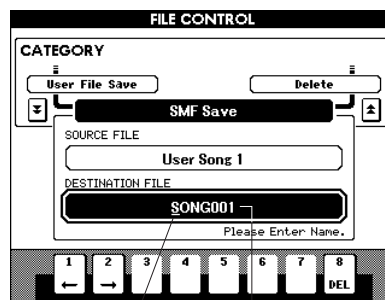 FILE CONTROL
CATEGORY
User File Save
Delete
SMF Save
SOURCE FILE
User Song 1
DESTINATION FILE
SONG001
Please Enter Name.
1 2 3 4 5 6 7 8
← → DEL